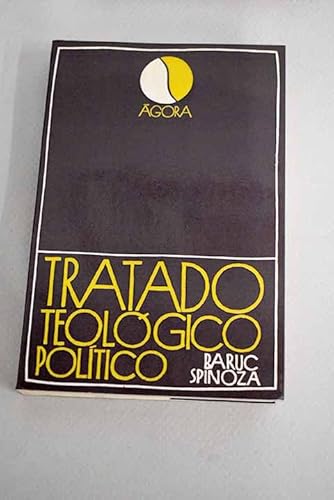 ÁGORA
TRATADO
TEOLÓGICO
POLÍTICO
BARUC
SPINOZA